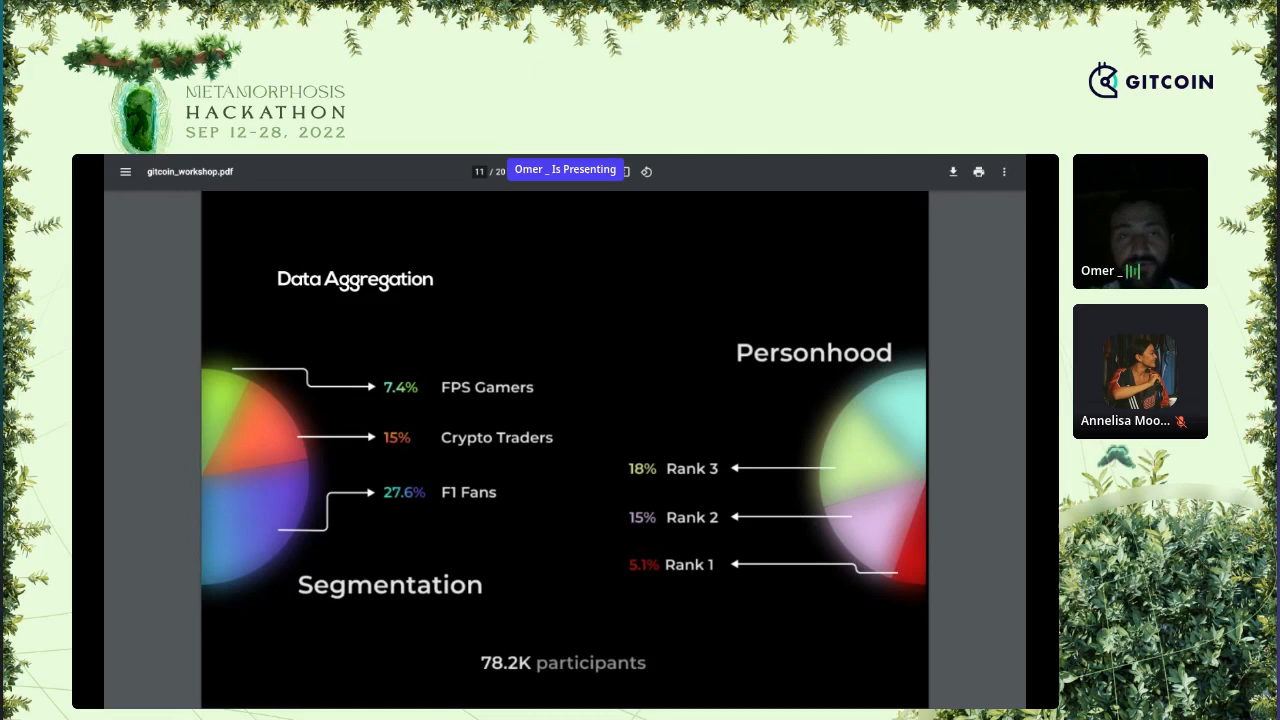 METAMORPHOSIS
HACKATHON
SEP 12-28, 2022
GITCOIN
gitcoin_workshop.pdf
11 / 20
Omer _ Is Presenting
Data Aggregation
7.4% FPS Gamers
15% Crypto Traders
27.6% F1 Fans
Segmentation
Personhood
18% Rank 3
15% Rank 2
5.1% Rank 1
78.2K participants
Omer _
Annelisa Moo...